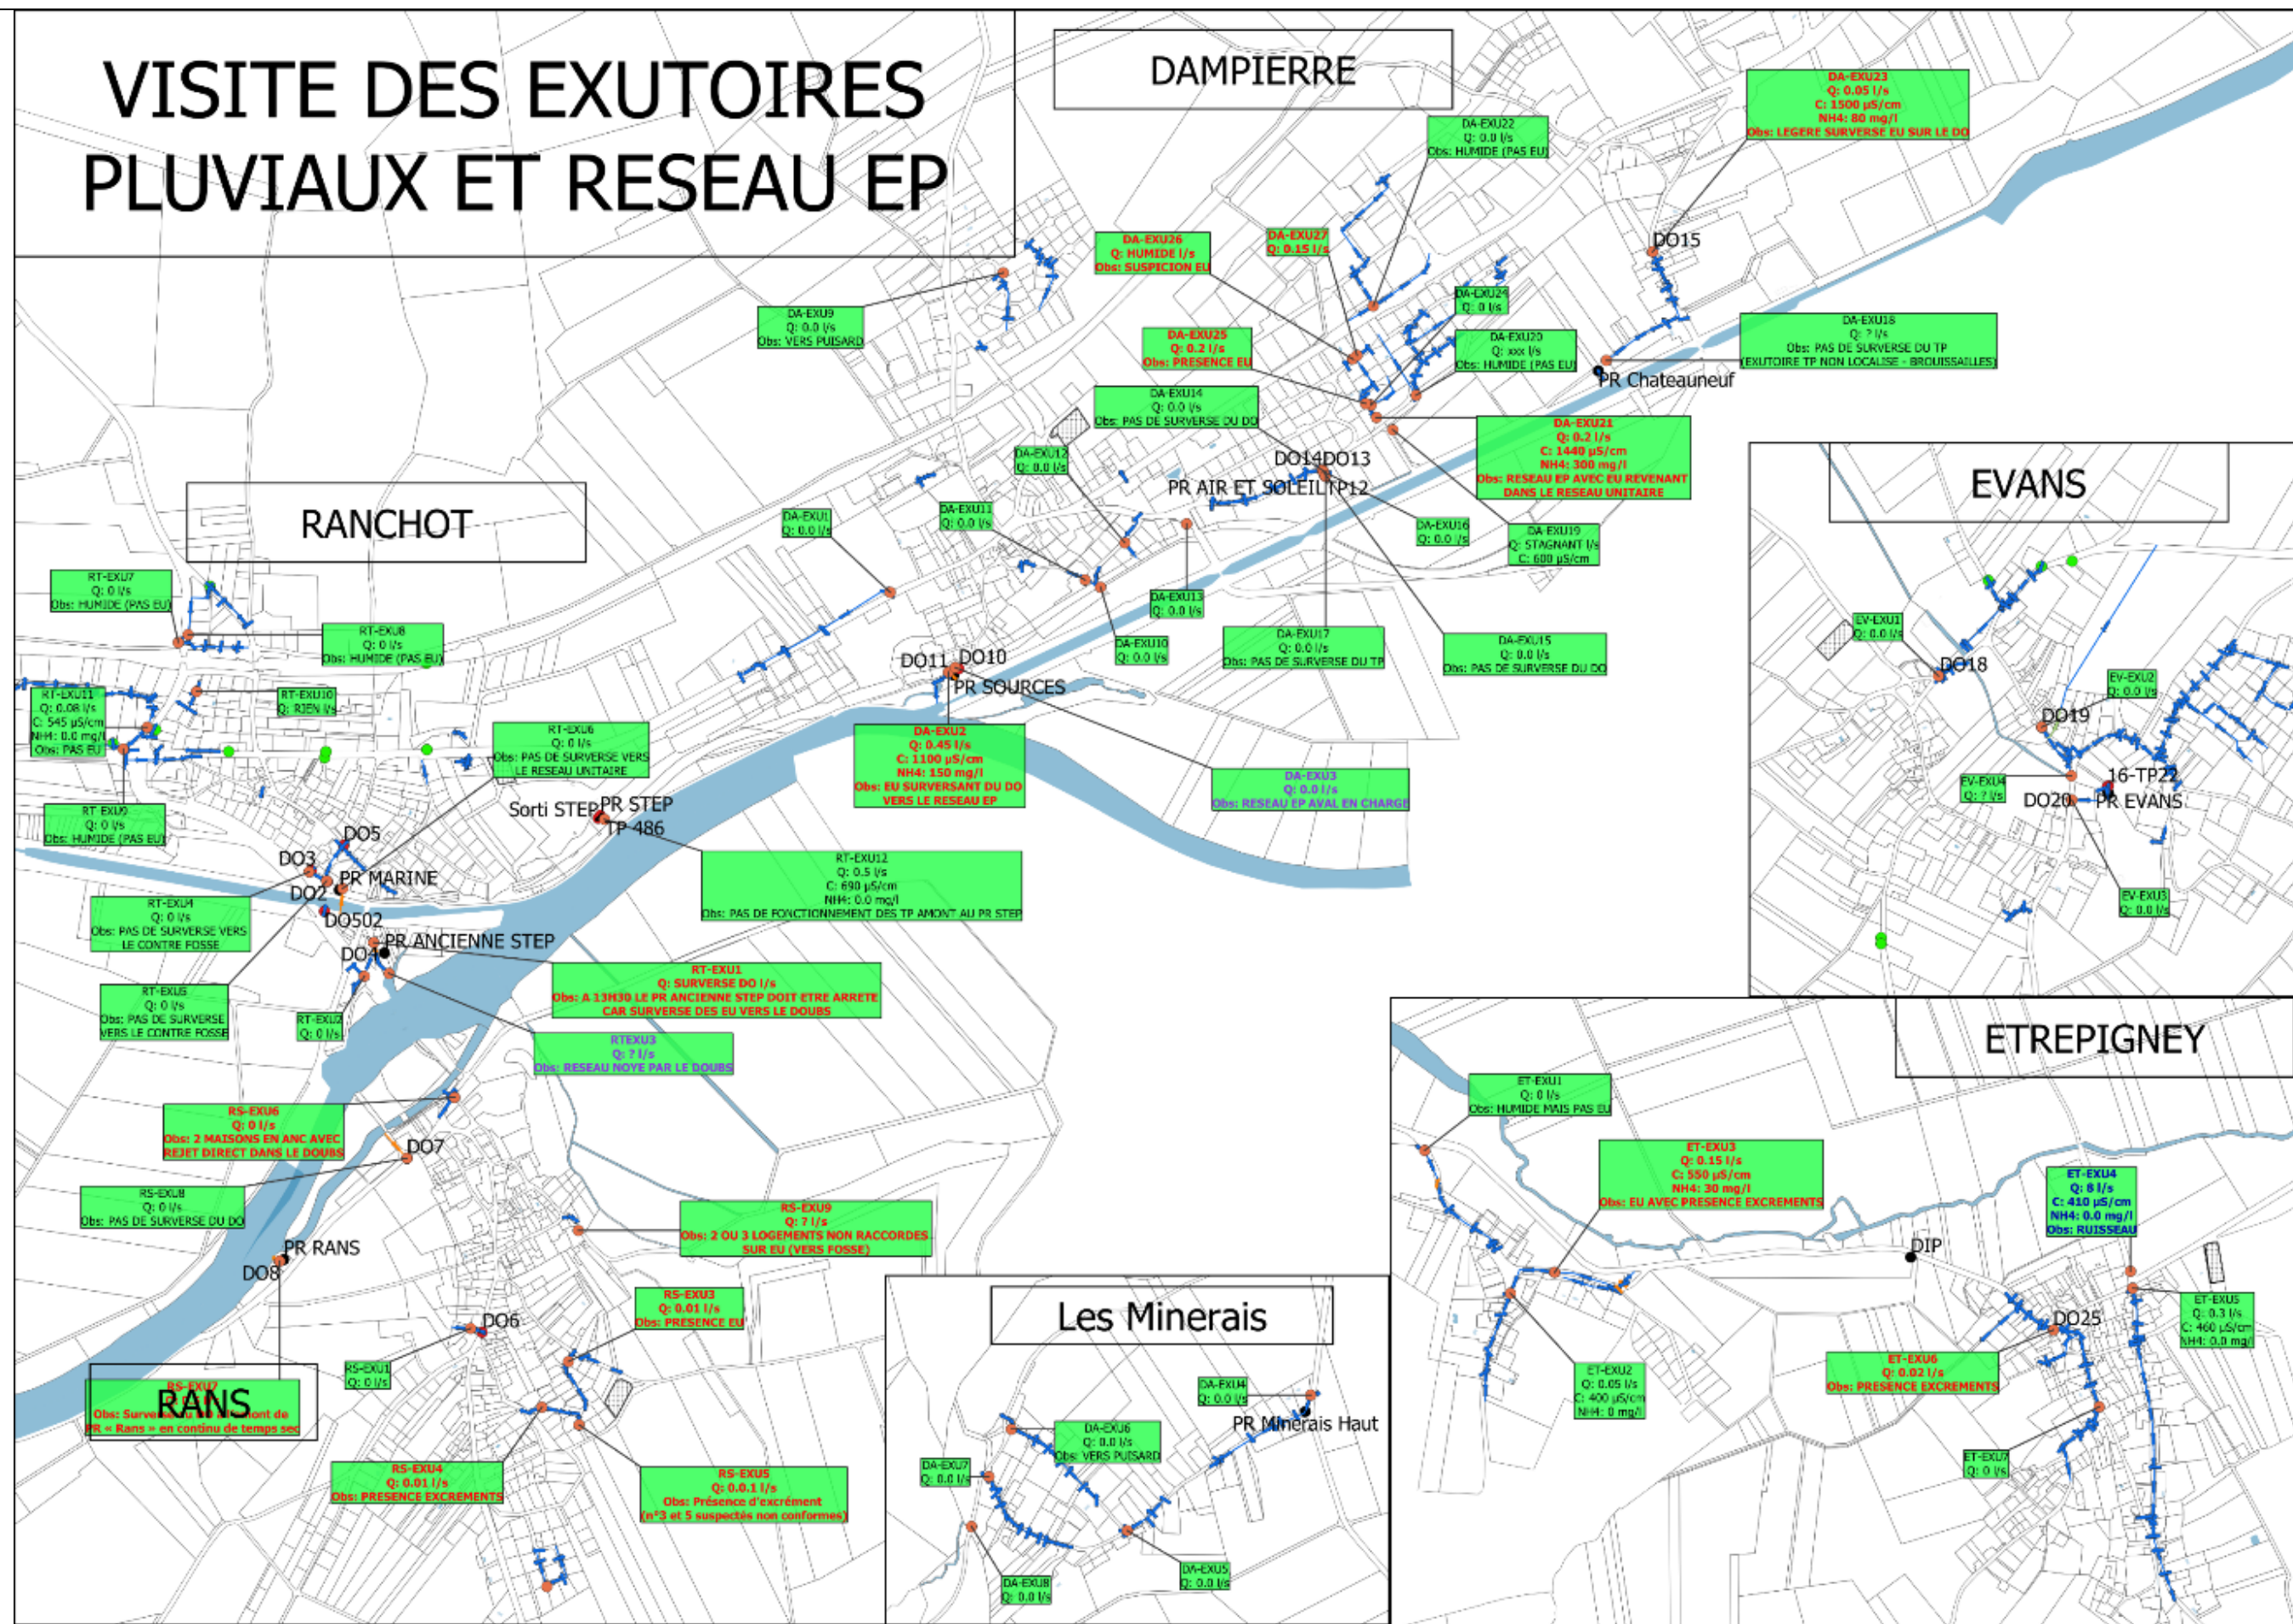 VISITE DES EXUTOIRES
PLUVIAUX ET RESEAU EP
DAMPIERRE
DA-EXU23
Q: 0.05 l/s
C: 1500 µS/cm
NH4: 80 mg/l
Obs: LEGERE SURVERSE EU SUR LE DO
DA-EXU22
Q: 0.0 l/s
Obs: HUMIDE (PAS EU)
DA-EXU26
Q: HUMIDE l/s
Obs: SUSPICION EU
DA-EXU27
Q: 0.15 l/s
DO15
DA-EXU9
Q: 0.0 l/s
Obs: VERS PUISARD
DA-EXU24
Q: 0 l/s
DA-EXU25
Q: 0.2 l/s
Obs: PRESENCE EU
DA-EXU20
Q: xxx l/s
Obs: HUMIDE (PAS EU)
DA-EXU18
Q: ? l/s
Obs: PAS DE SURVERSE DU TP
(EXUTOIRE TP NON LOCALISE - BROUISSAILLES)
PR Chateauneuf
DA-EXU14
Q: 0.0 l/s
Obs: PAS DE SURVERSE DU DO
DA-EXU21
Q: 0.2 l/s
C: 1440 µS/cm
NH4: 300 mg/l
Obs: RESEAU EP AVEC EU REVENANT
DANS LE RESEAU UNITAIRE
DA-EXU12
Q: 0.0 l/s
DO14DO13
PR AIR ET SOLEILTP12
DA-EXU1
Q: 0.0 l/s
DA-EXU11
Q: 0.0 l/s
DA-EXU16
Q: 0.0 l/s
DA-EXU19
Q: STAGNANT l/s
C: 600 µS/cm
DA-EXU13
Q: 0.0 l/s
DA-EXU10
Q: 0.0 l/s
DA-EXU17
Q: 0.0 l/s
Obs: PAS DE SURVERSE DU TP
DA-EXU15
Q: 0.0 l/s
Obs: PAS DE SURVERSE DU DO
DO11
DO10
PR SOURCES
DA-EXU2
Q: 0.45 l/s
C: 1100 µS/cm
NH4: 150 mg/l
Obs: EU SURVERSANT DU DO
VERS LE RESEAU EP
DA-EXU3
Q: 0.0 l/s
Obs: RESEAU EP AVAL EN CHARGE
RANCHOT
RT-EXU7
Q: 0 l/s
Obs: HUMIDE (PAS EU)
RT-EXU8
Q: 0 l/s
Obs: HUMIDE (PAS EU)
RT-EXU11
Q: 0.08 l/s
C: 545 µS/cm
NH4: 0.0 mg/l
Obs: PAS EU
RT-EXU10
Q: RIEN l/s
RT-EXU6
Q: 0 l/s
Obs: PAS DE SURVERSE VERS
LE RESEAU UNITAIRE
RT EXU9
Q: 0 l/s
Obs: HUMIDE (PAS EU)
Sorti STEP
PR STEP
TP 486
DO5
DO3
PR MARINE
DO2
DO502
RT-EXU12
Q: 0.5 l/s
C: 690 µS/cm
NH4: 0.0 mg/l
Obs: PAS DE FONCTIONNEMENT DES TP AMONT AU PR STEP
RT-EXU4
Q: 0 l/s
Obs: PAS DE SURVERSE VERS
LE CONTRE FOSSE
PR ANCIENNE STEP
DO4
RT-EXU1
Q: SURVERSE DO l/s
Obs: A 13H30 LE PR ANCIENNE STEP DOIT ETRE ARRETE
CAR SURVERSE DES EU VERS LE DOUBS
RT-EXU5
Q: 0 l/s
Obs: PAS DE SURVERSE
VERS LE CONTRE FOSSE
RT-EXU2
Q: 0 l/s
RTEXU3
Q: ? l/s
Obs: RESEAU NOYE PAR LE DOUBS
RS-EXU6
Q: 0 l/s
Obs: 2 MAISONS EN ANC AVEC
REJET DIRECT DANS LE DOUBS
DO7
RS-EXU8
Q: 0 l/s
Obs: PAS DE SURVERSE DU DO
RS-EXU9
Q: ? l/s
Obs: 2 OU 3 LOGEMENTS NON RACCORDES
SUR EU (VERS FOSSE)
PR RANS
DO8
RS-EXU3
Q: 0.01 l/s
Obs: PRESENCE EU
DO6
RS-EXU1
Q: 0 l/s
RANS
RS-EXU7
Obs: Surverse du DO amont de
PR « Rans » en continu de temps sec
RS-EXU4
Q: 0.01 l/s
Obs: PRESENCE EXCREMENTS
RS-EXU5
Q: 0.0.1 l/s
Obs: Présence d'excrément
(n°3 et 5 suspectés non conformes)
Les Minerais
DA-EXU4
Q: 0.0 l/s
PR Minerais Haut
DA-EXU6
Q: 0.0 l/s
Obs: VERS PUISARD
DA-EXU7
Q: 0.0 l/s
DA-EXU8
Q: 0.0 l/s
DA-EXU5
Q: 0.0 l/s
EVANS
EV-EXU1
Q: 0.0 l/s
DO18
EV-EXU2
Q: 0.0 l/s
DO19
EV-EXU4
Q: ? l/s
16-TP22
DO20
PR EVANS
EV-EXU3
Q: 0.0 l/s
ETREPIGNEY
ET-EXU1
Q: 0 l/s
Obs: HUMIDE MAIS PAS EU
ET-EXU3
Q: 0.15 l/s
C: 550 µS/cm
NH4: 30 mg/l
Obs: EU AVEC PRESENCE EXCREMENTS
ET-EXU4
Q: 8 l/s
C: 410 µS/cm
NH4: 0.0 mg/l
Obs: RUISSEAU
DIP
ET-EXU5
Q: 0.3 l/s
C: 460 µS/cm
NH4: 0.0 mg/l
DO25
ET-EXU2
Q: 0.05 l/s
C: 400 µS/cm
NH4: 0 mg/l
ET-EXU6
Q: 0.02 l/s
Obs: PRESENCE EXCREMENTS
ET-EXU7
Q: 0 l/s